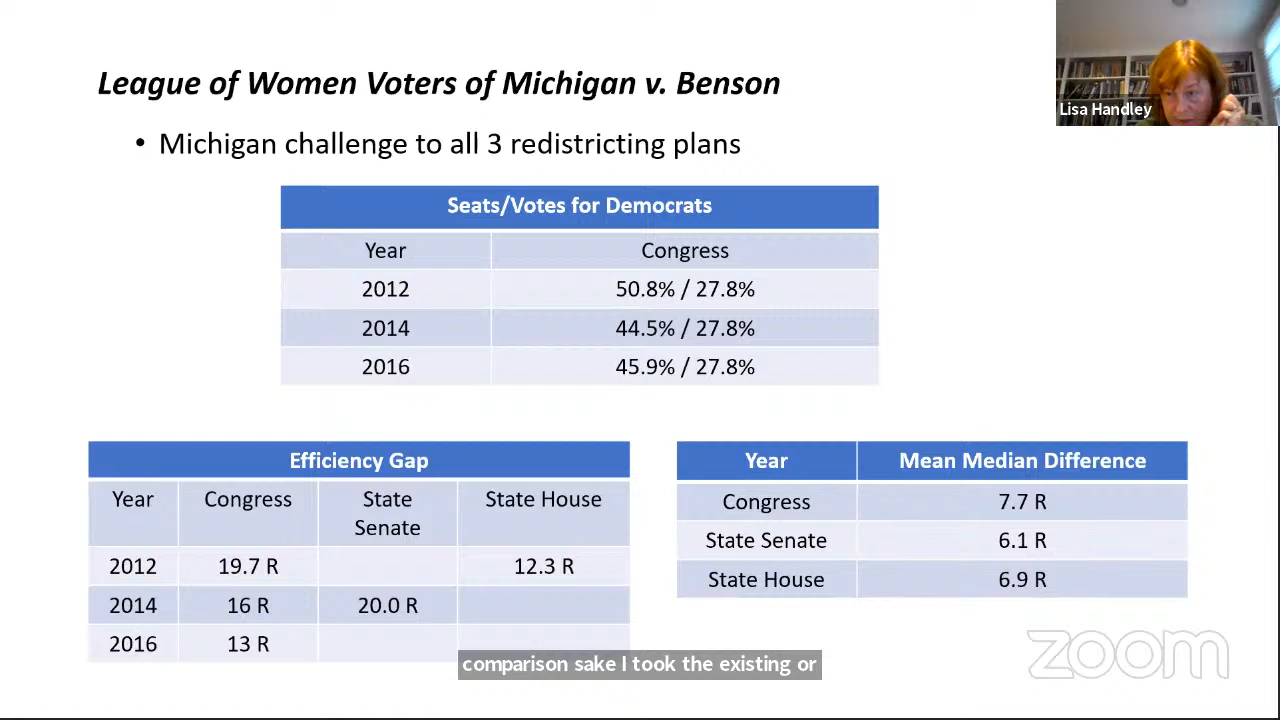 League of Women Voters of Michigan v. Benson
Lisa Handley
• Michigan challenge to all 3 redistricting plans
Seats/Votes for Democrats
Year Congress
2012 50.8% / 27.8%
2014 44.5% / 27.8%
2016 45.9% / 27.8%
Efficiency Gap
Year Congress State Senate State House
2012 19.7 R 12.3 R
2014 16 R 20.0 R
2016 13 R
Year Mean Median Difference
Congress 7.7 R
State Senate 6.1 R
State House 6.9 R
zoom
comparison sake I took the existing or